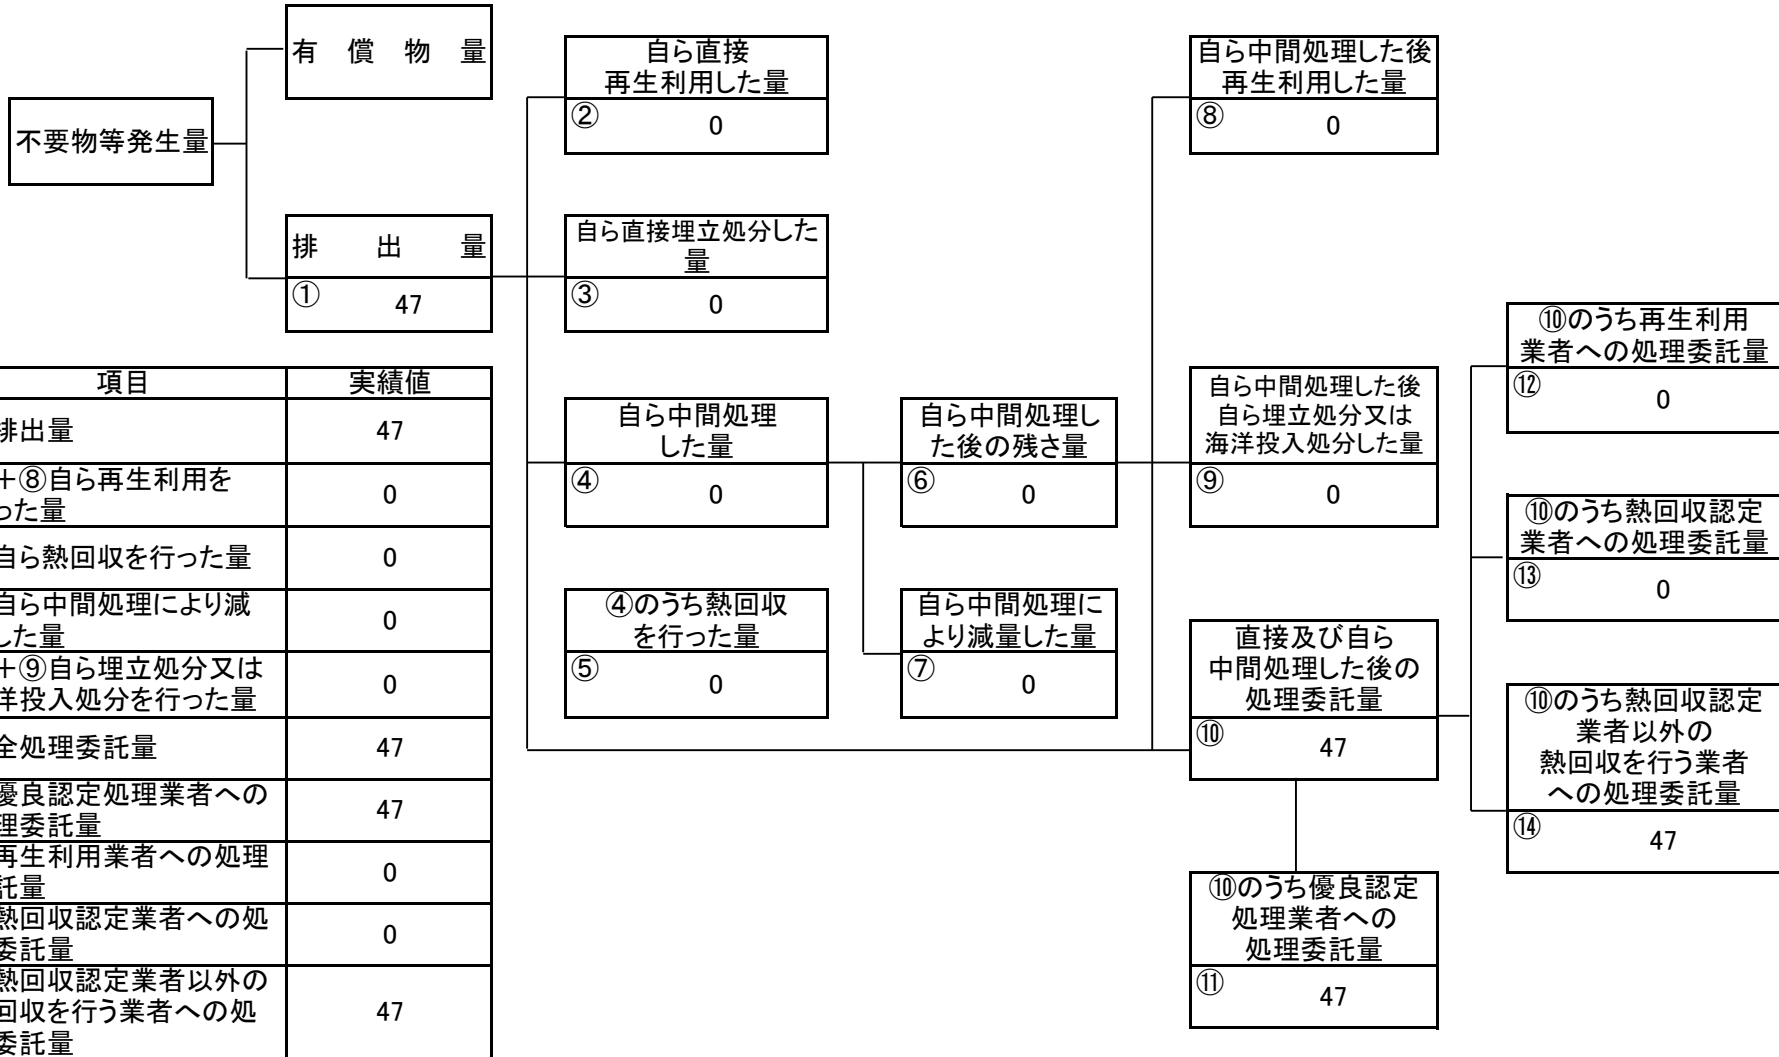 有償物量
不要物等発生量
排出量
① 47
自ら直接
再生利用した量
② 0
自ら直接埋立処分した
量
③ 0
自ら中間処理
した量
④ 0
④のうち熱回収
を行った量
⑤ 0
自ら中間処理し
た後の残さ量
⑥ 0
自ら中間処理に
より減量した量
⑦ 0
自ら中間処理した後
再生利用した量
⑧ 0
自ら中間処理した後
自ら埋立処分又は
海洋投入処分した量
⑨ 0
直接及び自ら
中間処理した後の
処理委託量
⑩ 47
⑩のうち優良認定
処理業者への
処理委託量
⑪ 47
⑩のうち再生利用
業者への処理委託量
⑫ 0
⑩のうち熱回収認定
業者への処理委託量
⑬ 0
⑩のうち熱回収認定
業者以外の
熱回収を行う業者
への処理委託量
⑭ 47
項目 実績値
排出量 47
+⑧自ら再生利用を
った量 0
自ら熱回収を行った量 0
自ら中間処理により減
した量 0
+⑨自ら埋立処分又は
洋投入処分を行った量 0
全処理委託量 47
優良認定処理業者への
理委託量 47
再生利用業者への処理
託量 0
熱回収認定業者への処
委託量 0
熱回収認定業者以外の
回収を行う業者への処
委託量 47